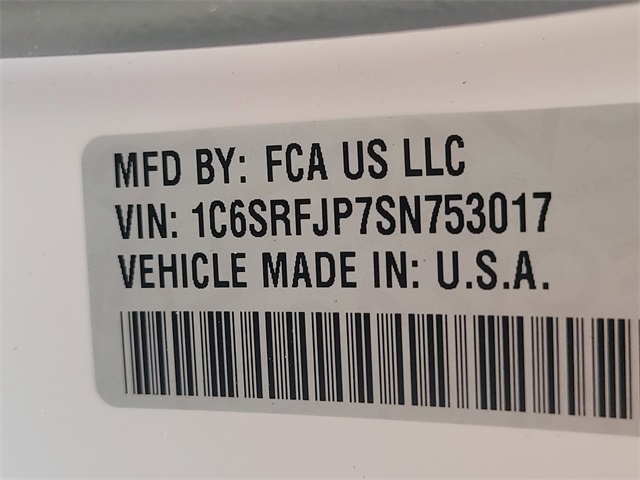 MFD BY: FCA US LLC
VIN: 1C6SRFJP7SN753017
VEHICLE MADE IN: U.S.A.